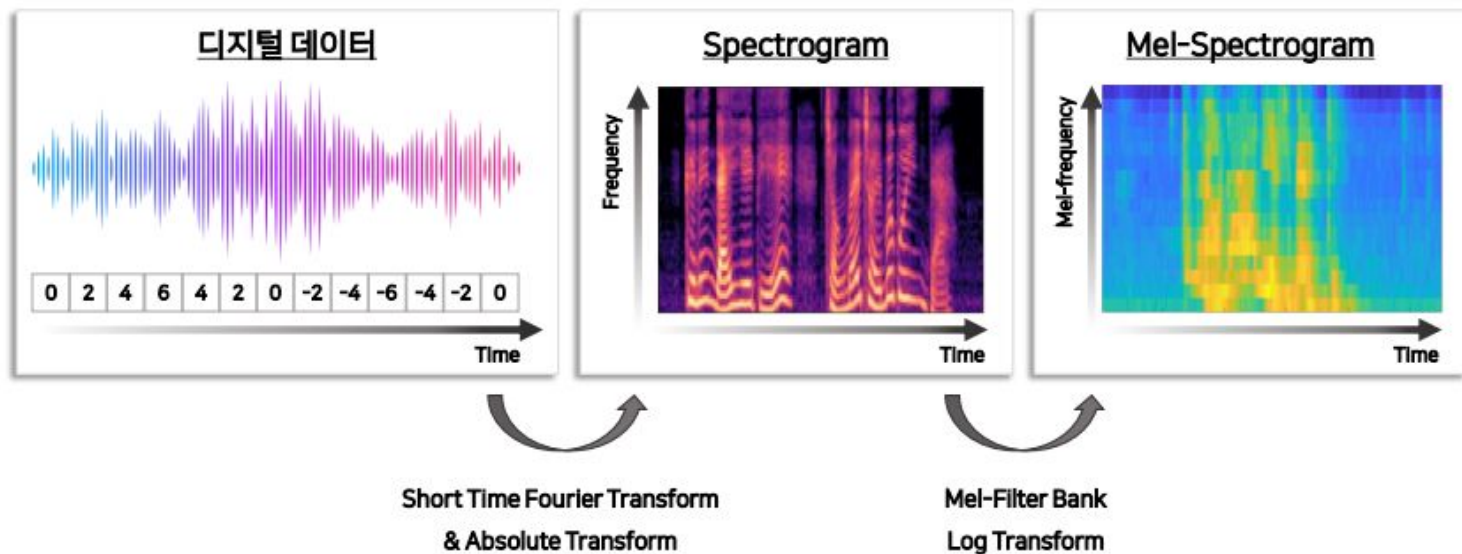 디지털 데이터
0 2 4 6 4 2 0 -2 -4 -6 -4 -2 0
Time
Spectrogram
Frequency
Time
Mel-Spectrogram
Mel-frequency
Time
Short Time Fourier Transform
& Absolute Transform
Mel-Filter Bank
Log Transform